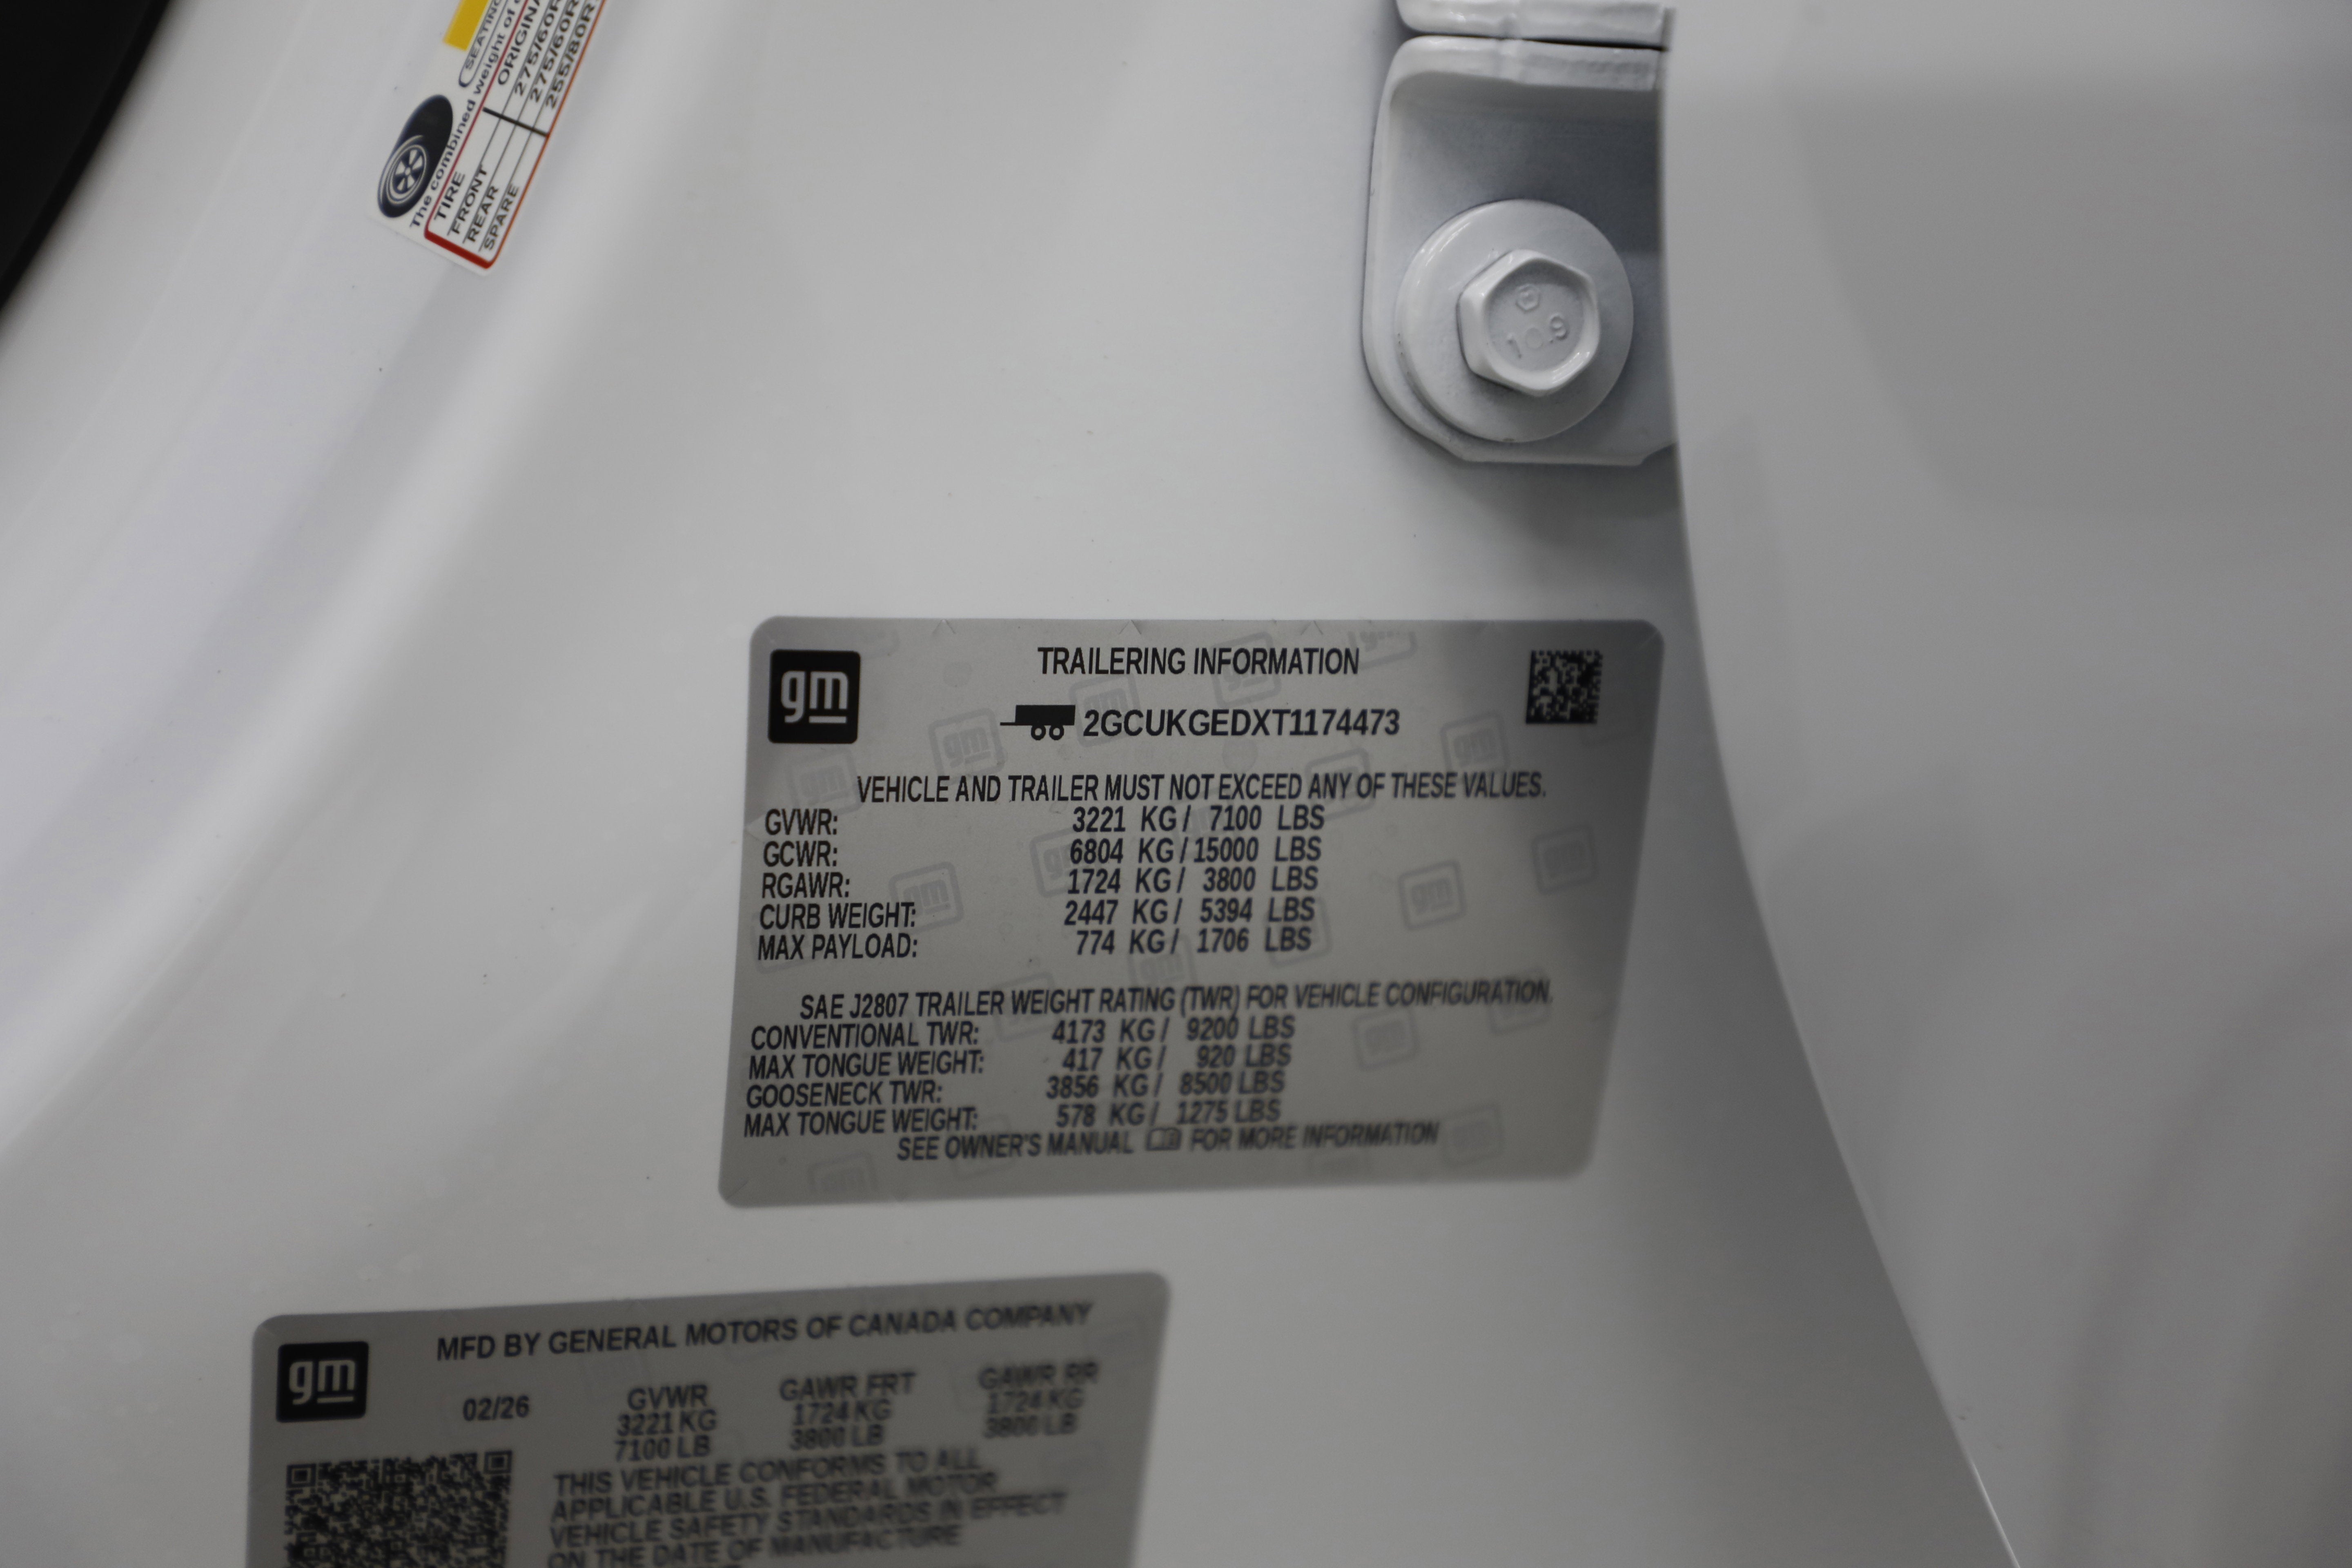 SEATING
The combined weight of
TIRE ORIGINA
FRONT 275/60R
REAR 275/60R
SPARE 255/80R
10.9
gm
TRAILERING INFORMATION
2GCUKGEDXT1174473
VEHICLE AND TRAILER MUST NOT EXCEED ANY OF THESE VALUES.
GVWR: 3221 KG / 7100 LBS
GCWR: 6804 KG / 15000 LBS
RGAWR: 1724 KG / 3800 LBS
CURB WEIGHT: 2447 KG / 5394 LBS
MAX PAYLOAD: 774 KG / 1706 LBS
SAE J2807 TRAILER WEIGHT RATING (TWR) FOR VEHICLE CONFIGURATION.
CONVENTIONAL TWR: 4173 KG / 9200 LBS
MAX TONGUE WEIGHT: 417 KG / 920 LBS
GOOSENECK TWR: 3856 KG / 8500 LBS
MAX TONGUE WEIGHT: 578 KG / 1275 LBS
SEE OWNER'S MANUAL FOR MORE INFORMATION
gm
MFD BY GENERAL MOTORS OF CANADA COMPANY
02/26 GVWR GAWR FRT GAWR RR
3221 KG 1724 KG 1724 KG
7100 LB 3800 LB 3800 LB
THIS VEHICLE CONFORMS TO ALL
APPLICABLE U.S. FEDERAL MOTOR
VEHICLE SAFETY STANDARDS IN EFFECT
ON THE DATE OF MANUFACTURE